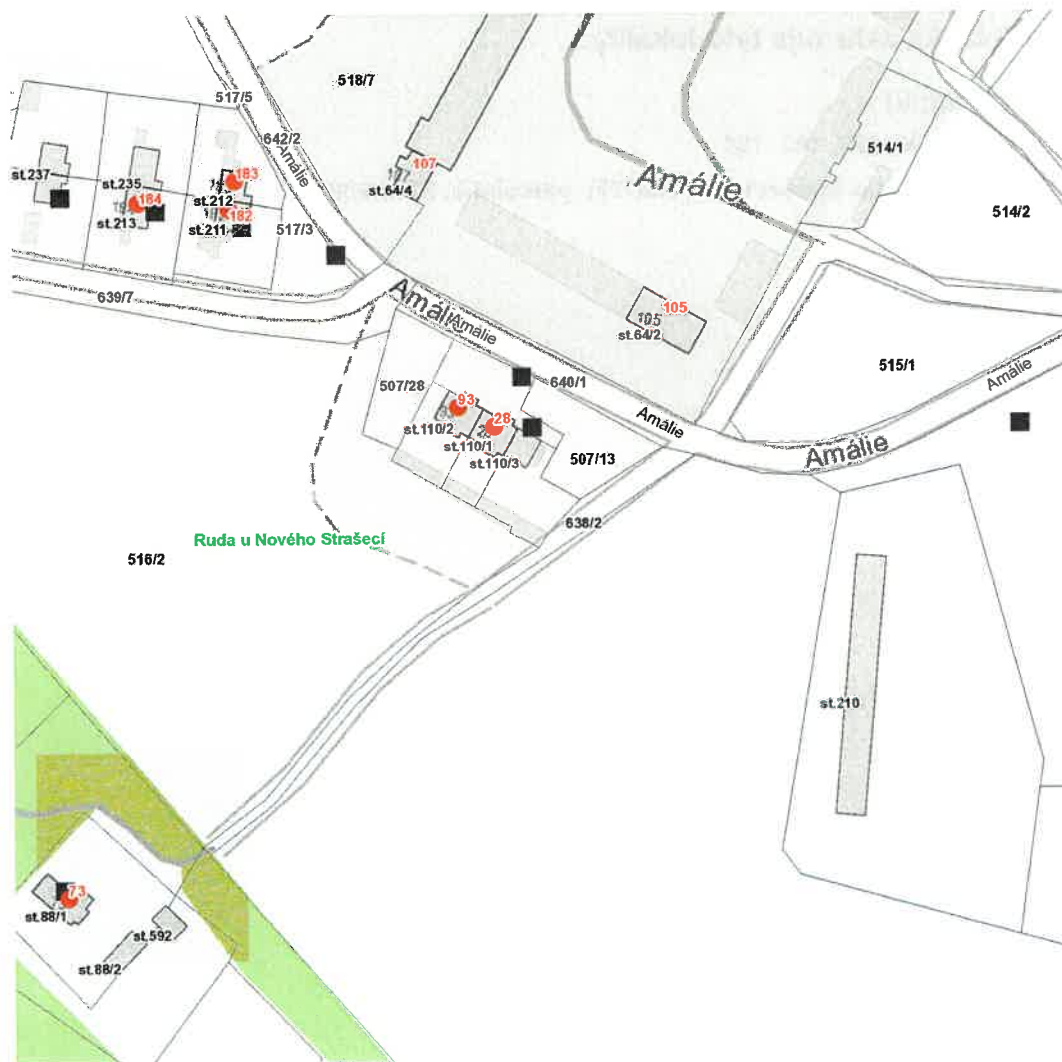 518/7
517/5
642/2
Amálie
514/1
107
st.64/4
Amálie
514/2
st.237
st.235
183
184
st.212
182
st.213
st.211
517/3
639/7
Amálie
Amálie
105
105
st.64/2
640/1
515/1
Amálie
507/28
93
28
Amálie
st.110/2
st.110/1
st.110/3
507/13
Amálie
638/2
Ruda u Nového Strašecí
516/2
st.210
73
st.88/1
st.592
st.88/2